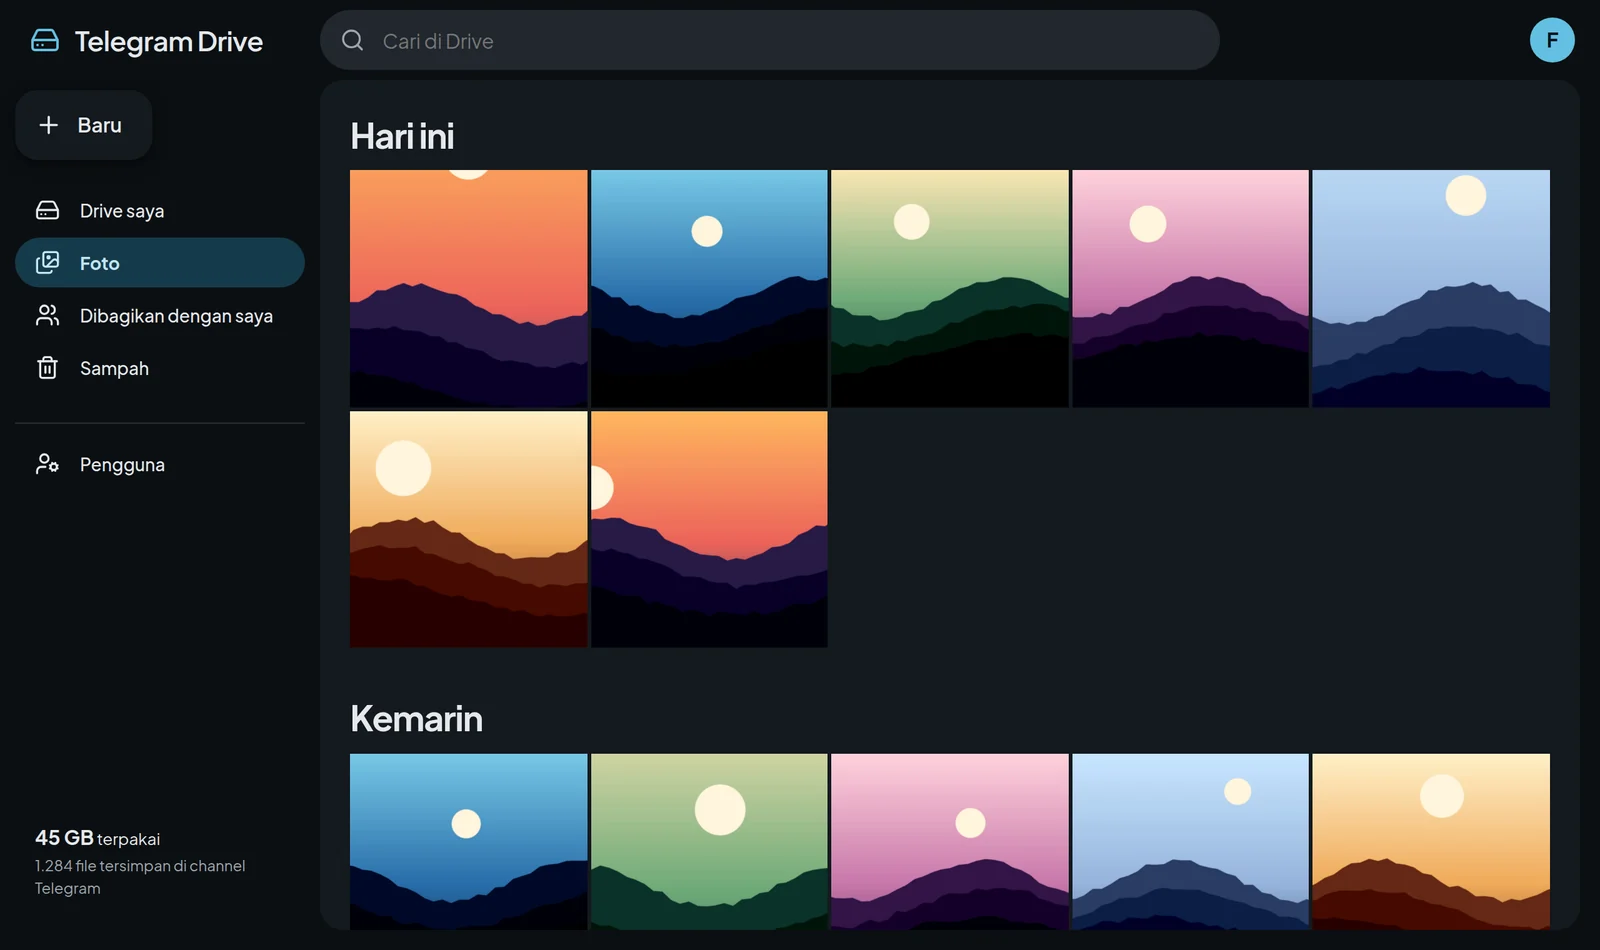 Telegram Drive
Cari di Drive
F
Baru
Drive saya
Foto
Dibagikan dengan saya
Sampah
Pengguna
45 GB terpakai
1.284 file tersimpan di channel
Telegram
Hari ini
Kemarin